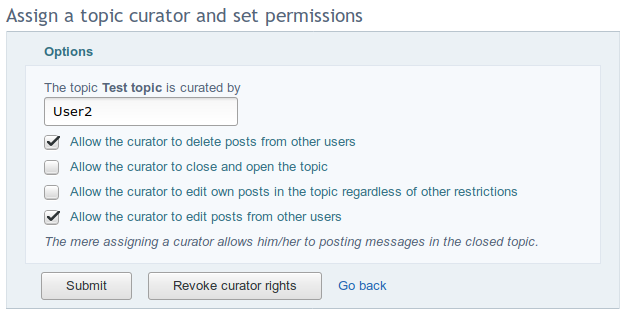 Assign a topic curator and set permissions
Options
The topic Test topic is curated by
User2
Allow the curator to delete posts from other users
Allow the curator to close and open the topic
Allow the curator to edit own posts in the topic regardless of other restrictions
Allow the curator to edit posts from other users
The mere assigning a curator allows him/her to posting messages in the closed topic.
Submit Revoke curator rights Go back